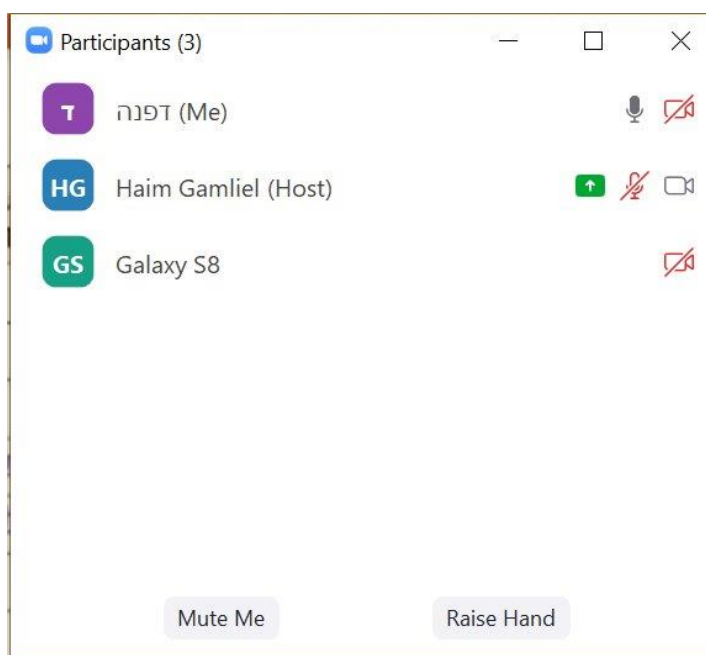 Participants (3)
ד
דפנה (Me)
HG
Haim Gamliel (Host)
GS
Galaxy S8
Mute Me
Raise Hand